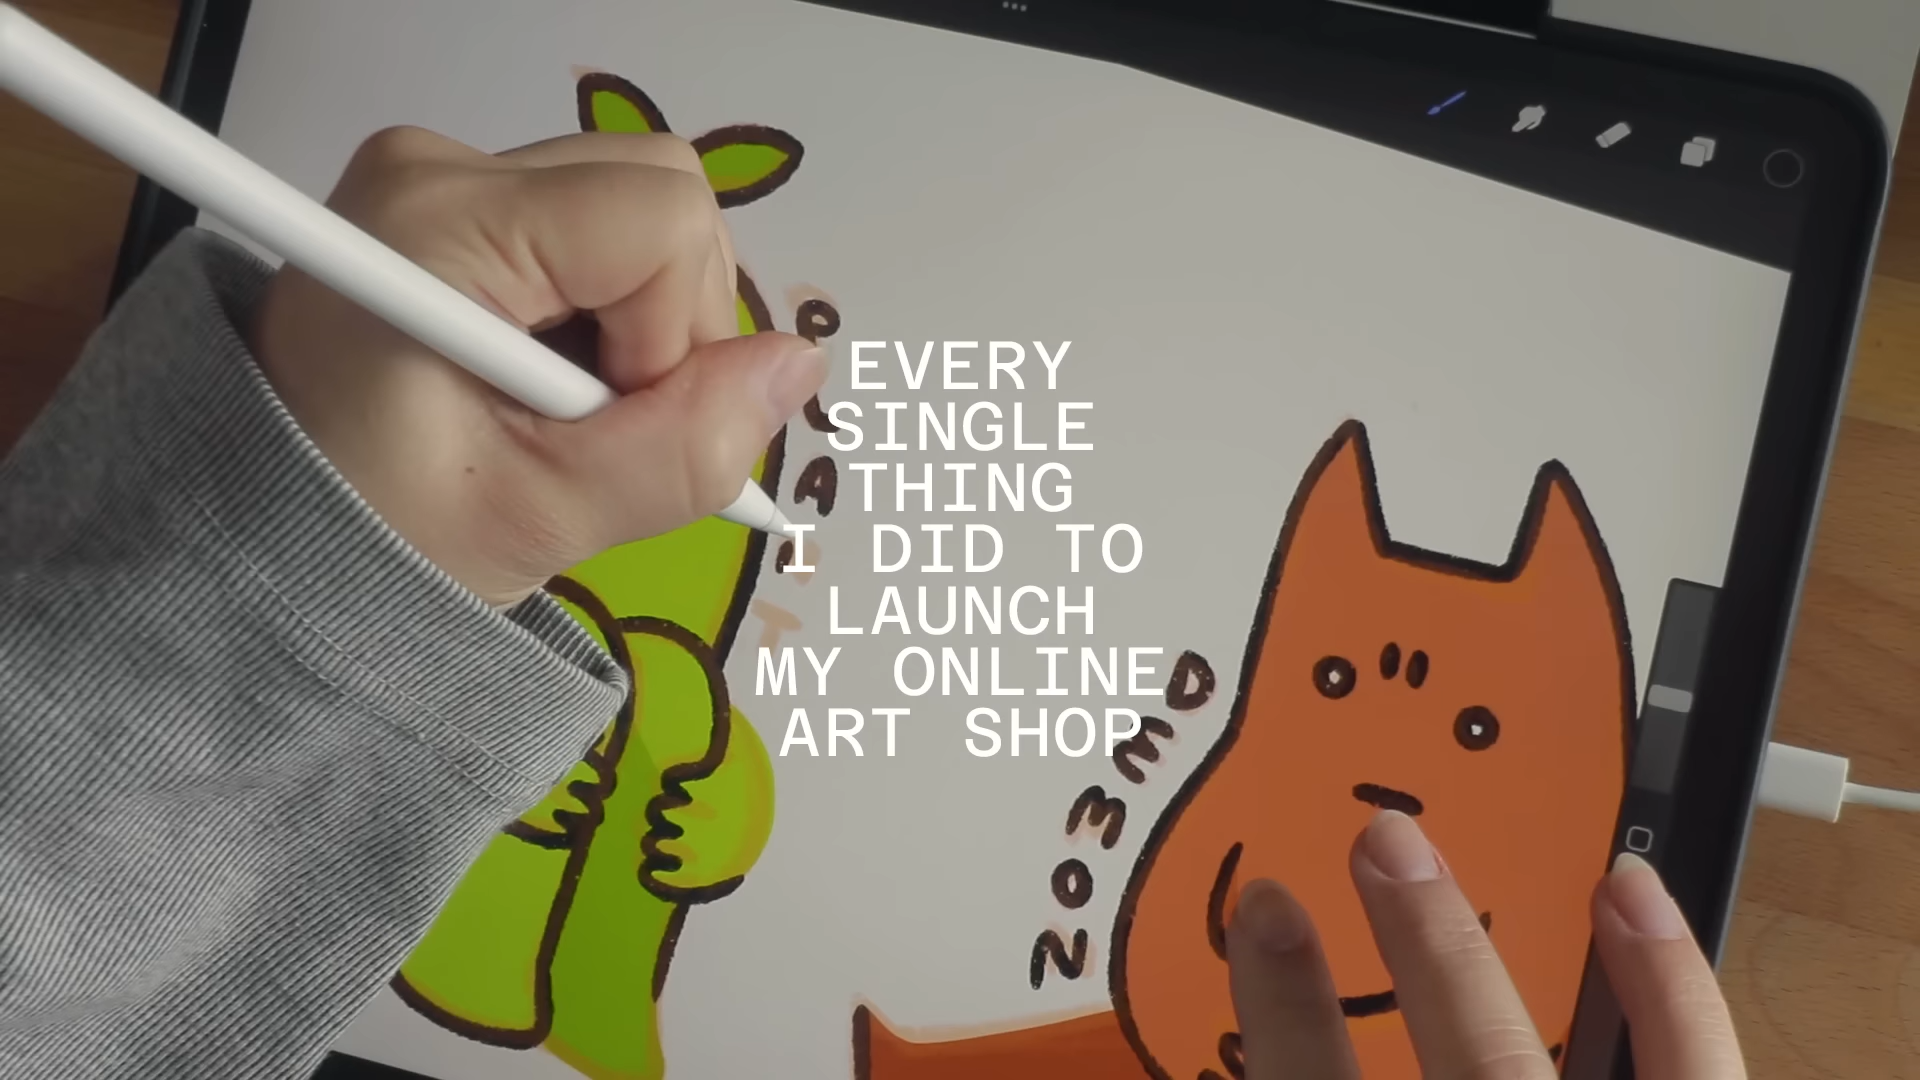 EVERY
SINGLE
THING
I DID TO
LAUNCH
MY ONLINE
ART SHOP